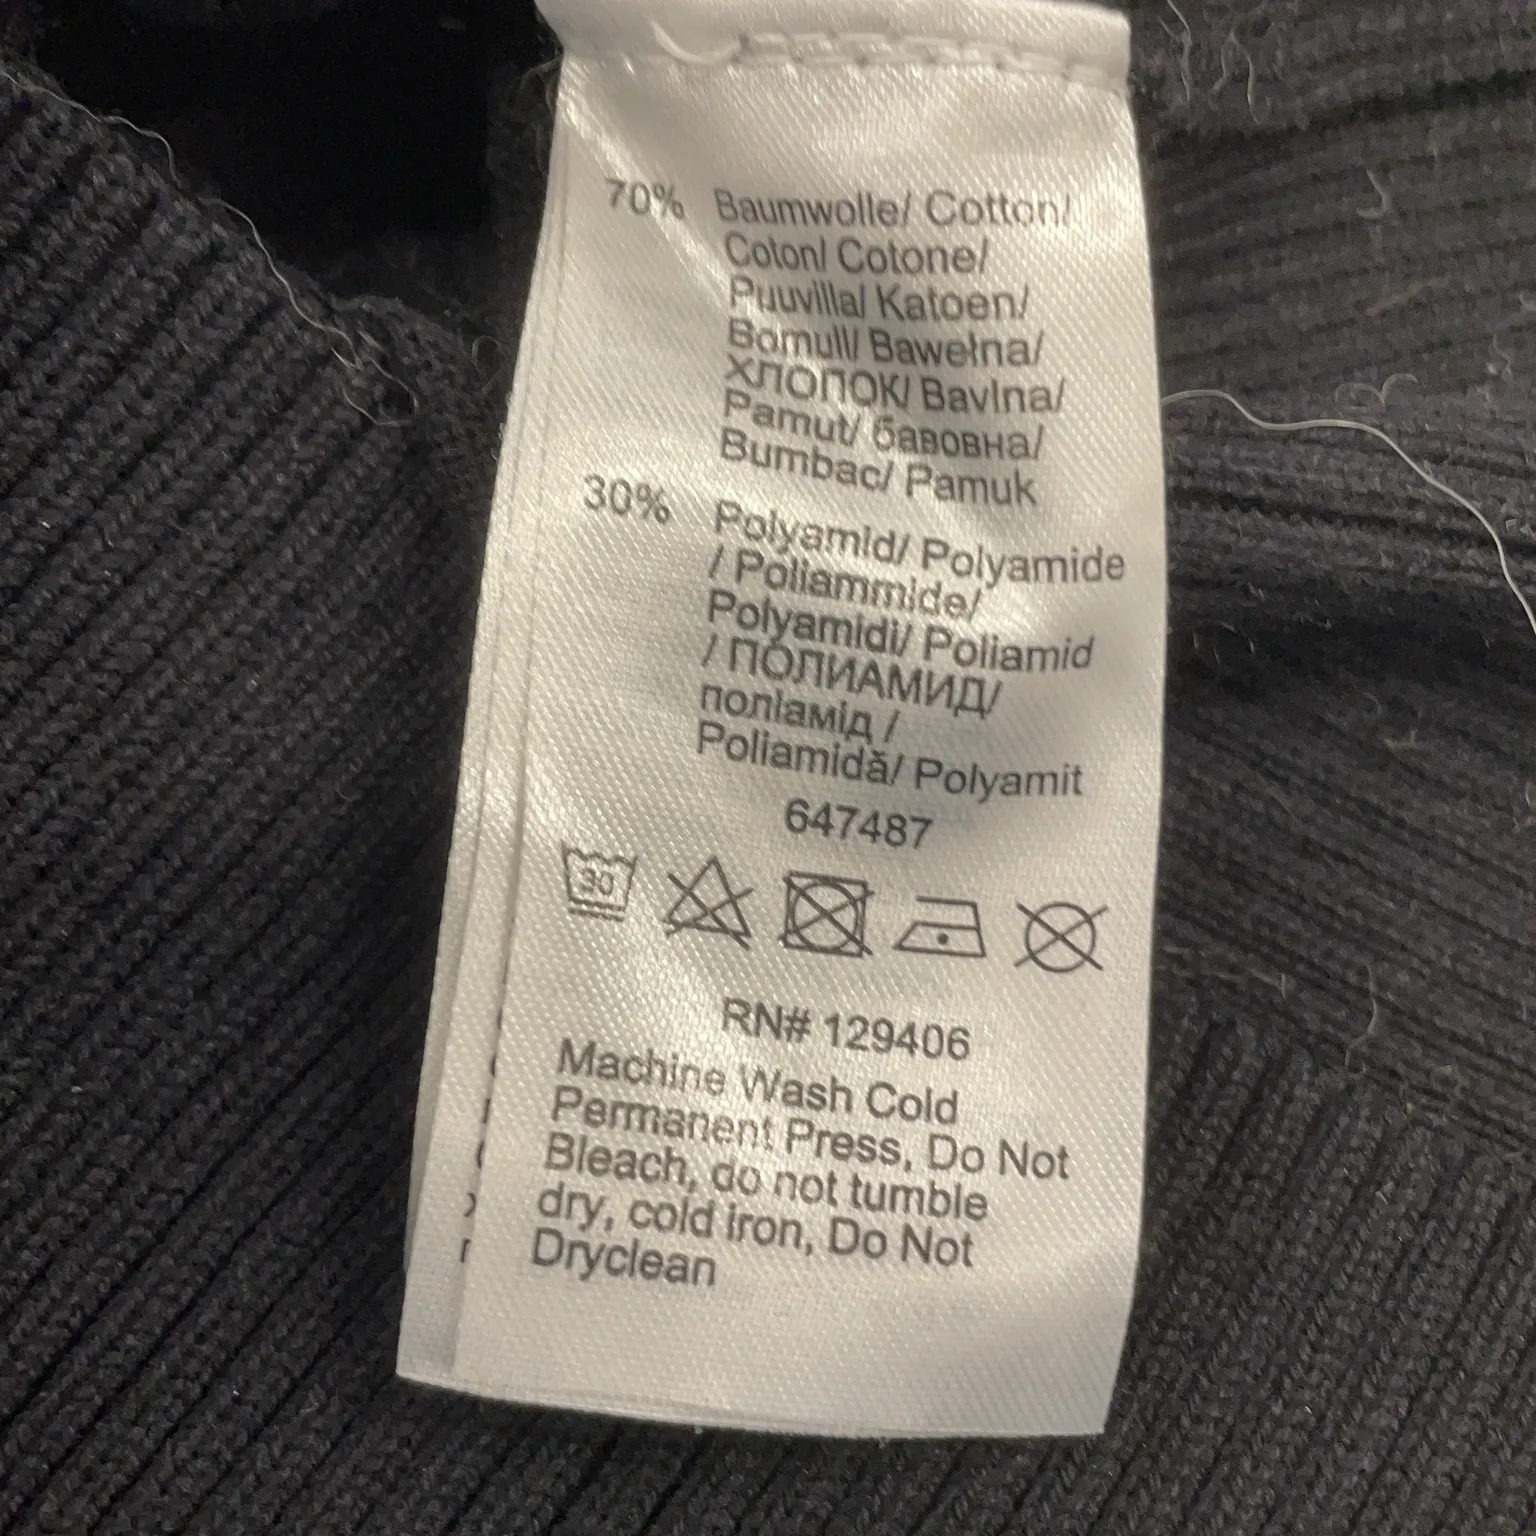 70% Baumwolle/ Cotton/
Coton/ Cotone/
Puuvilla/ Katoen/
Bomull/ Bawełna/
ХЛОПОК/ Bavlna/
Pamut/ бавовна/
Bumbac/ Pamuk
30% Polyamid/ Polyamide
/ Poliammide/
Polyamidi/ Poliamid
/ ПОЛИАМИД/
поліамід /
Poliamidă/ Polyamit
647487
30
RN# 129406
Machine Wash Cold
Permanent Press, Do Not
Bleach, do not tumble
dry, cold iron, Do Not
Dryclean